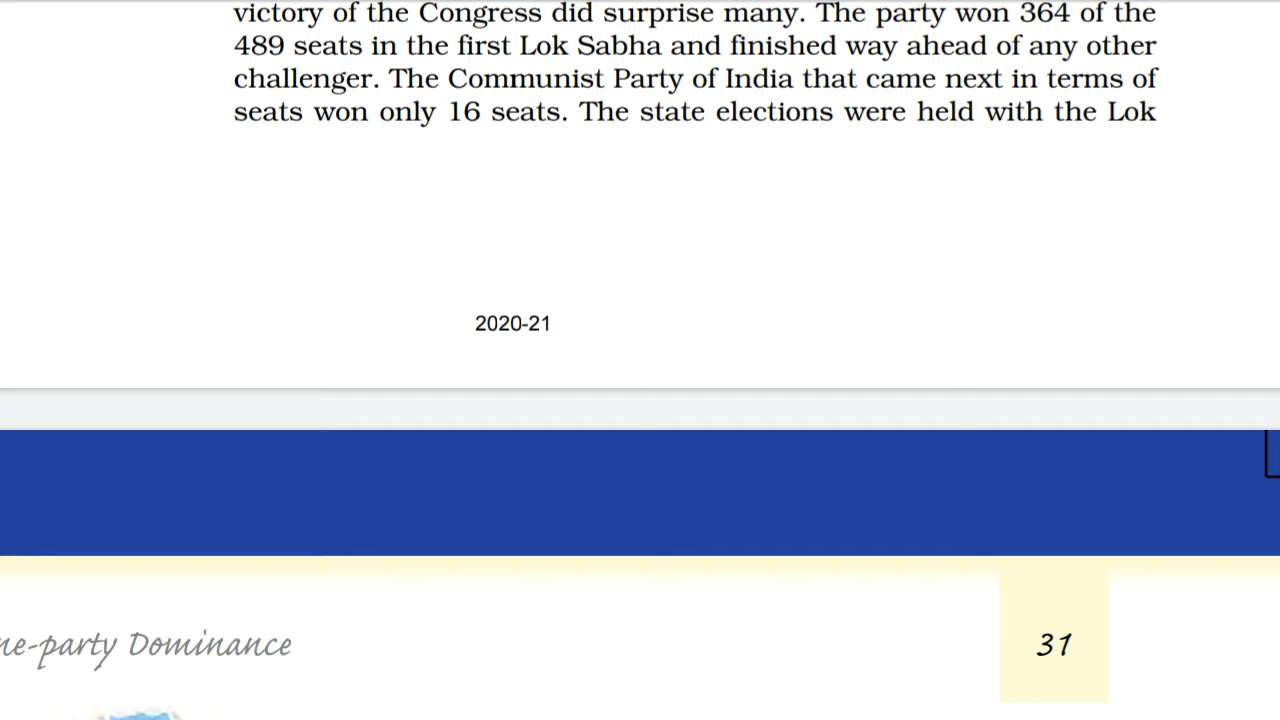 victory of the Congress did surprise many. The party won 364 of the
489 seats in the first Lok Sabha and finished way ahead of any other
challenger. The Communist Party of India that came next in terms of
seats won only 16 seats. The state elections were held with the Lok
2020-21
ne-party Dominance
31